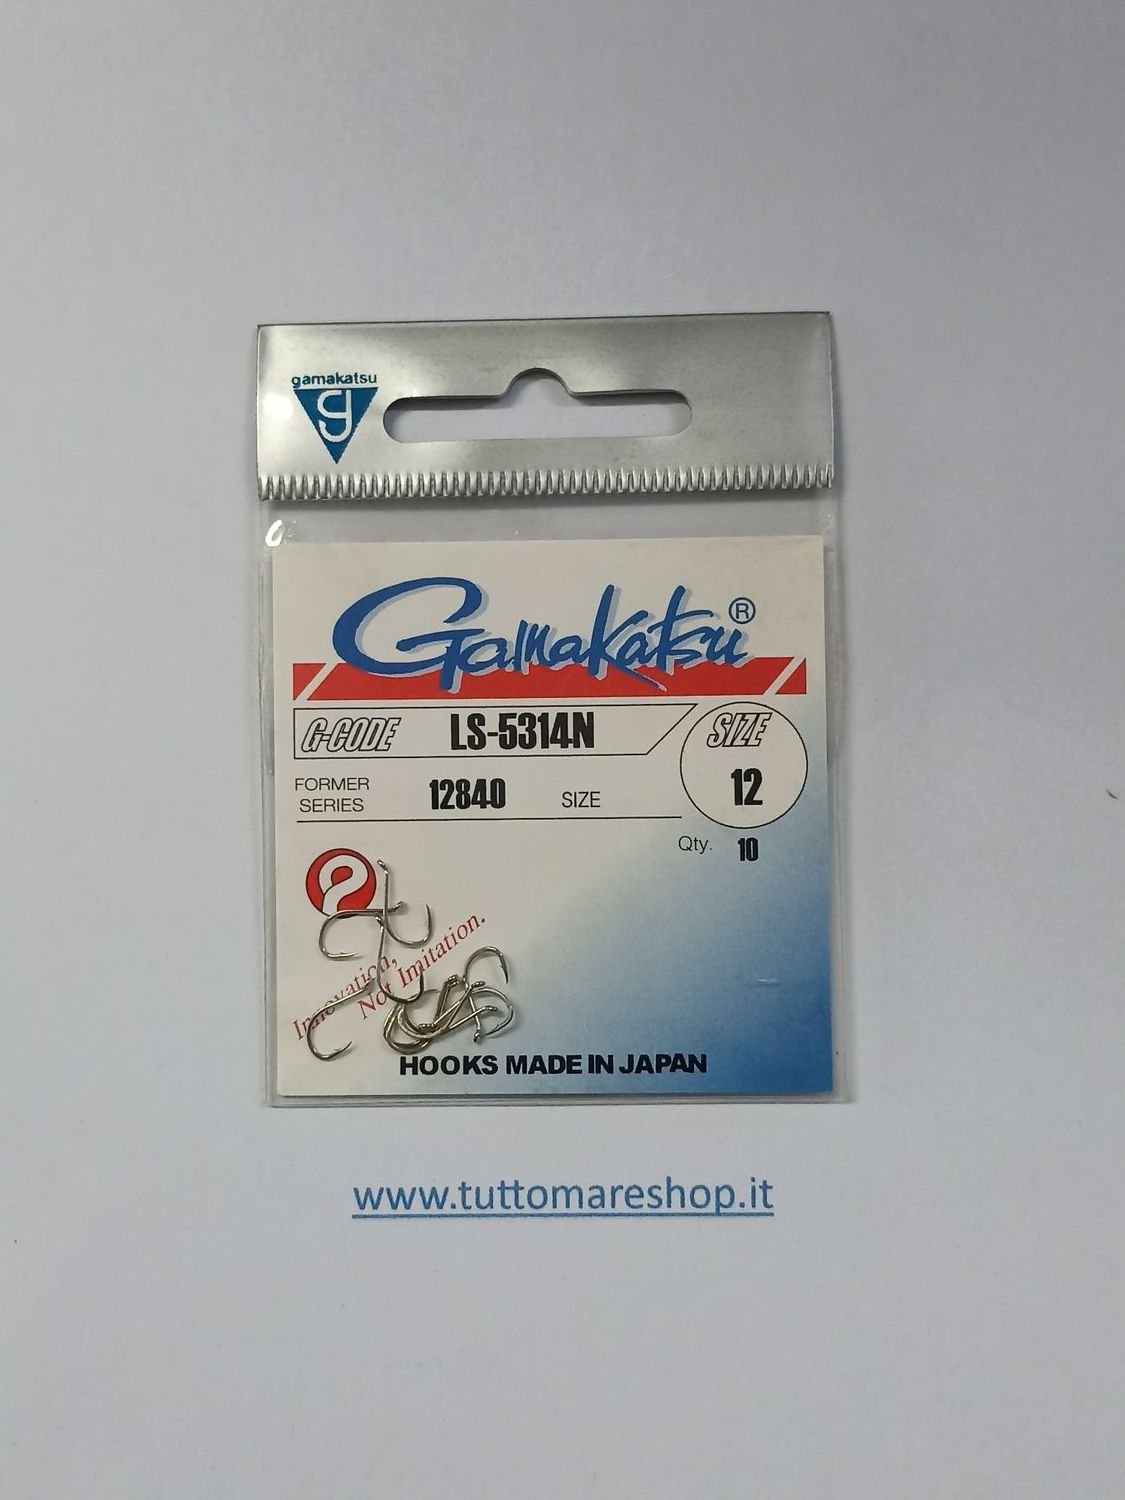 gamakatsu
g
Gamakatsu®
G-CODE LS-5314N SIZE
FORMER SERIES 12840 SIZE 12
Qty. 10
Innovation,
Not Imitation.
HOOKS MADE IN JAPAN
www.tuttomareshop.it